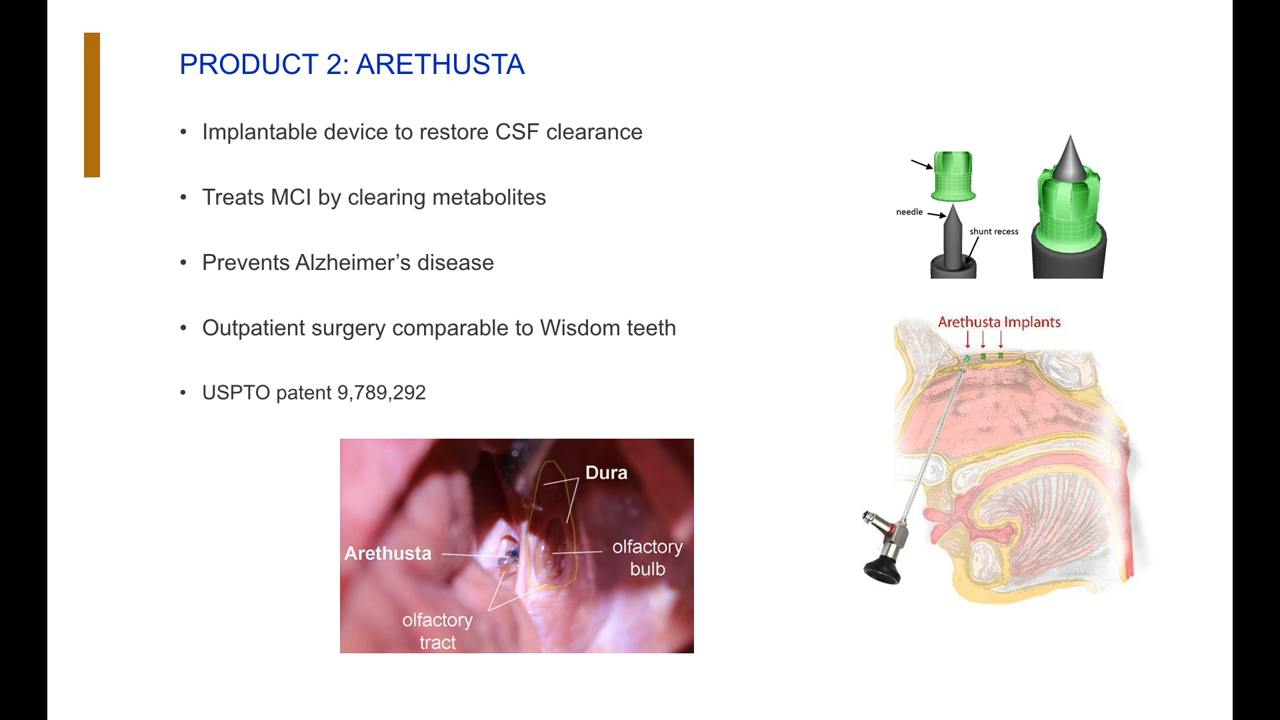 PRODUCT 2: ARETHUSTA
• Implantable device to restore CSF clearance
• Treats MCI by clearing metabolites
• Prevents Alzheimer’s disease
• Outpatient surgery comparable to Wisdom teeth
• USPTO patent 9,789,292
needle
shunt recess
Arethusta Implants
Dura
Arethusta
olfactory
bulb
olfactory
tract